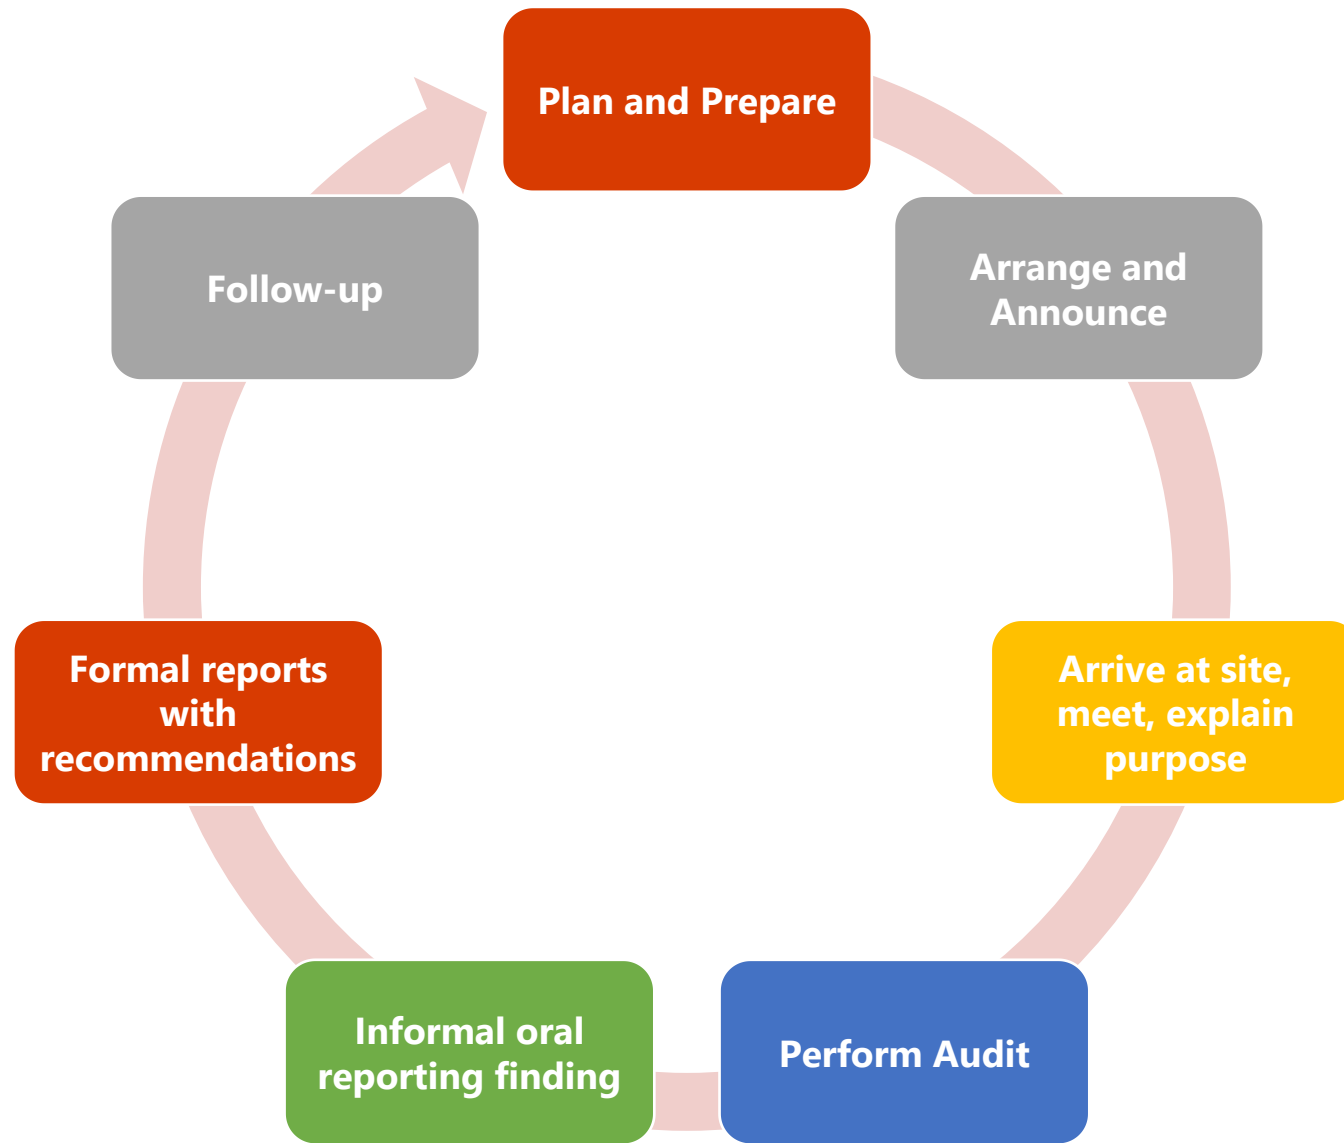 Plan and Prepare
Arrange and
Announce
Arrive at site,
meet, explain
purpose
Perform Audit
Informal oral
reporting finding
Formal reports
with
recommendations
Follow-up